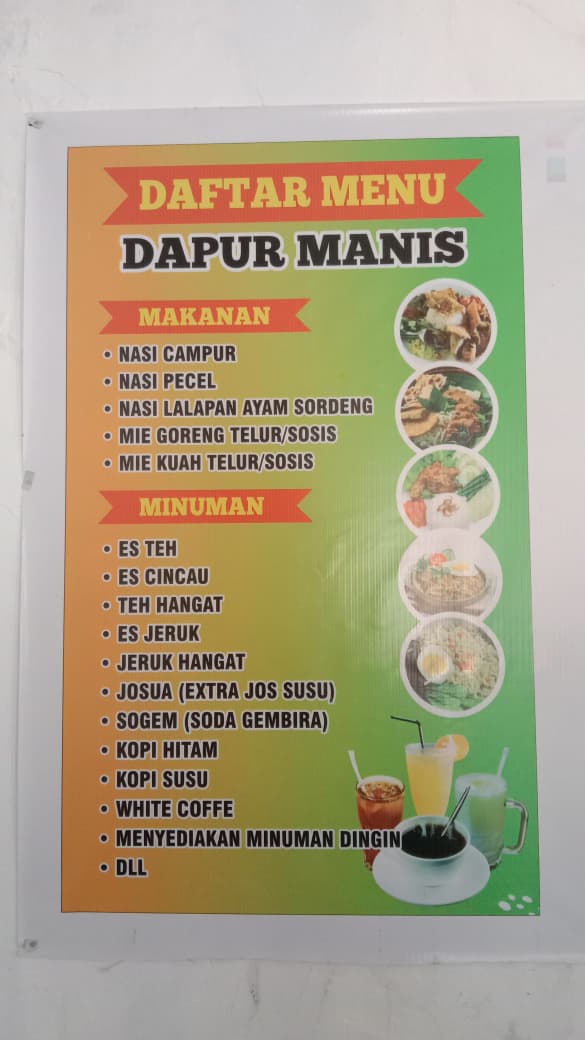 DAFTAR MENU
DAPUR MANIS
MAKANAN
• NASI CAMPUR
• NASI PECEL
• NASI LALAPAN AYAM SORDENG
• MIE GORENG TELUR/SOSIS
• MIE KUAH TELUR/SOSIS
MINUMAN
• ES TEH
• ES CINCAU
• TEH HANGAT
• ES JERUK
• JERUK HANGAT
• JOSUA (EXTRA JOS SUSU)
• SOGEM (SODA GEMBIRA)
• KOPI HITAM
• KOPI SUSU
• WHITE COFFE
• MENYEDIAKAN MINUMAN DINGIN
• DLL